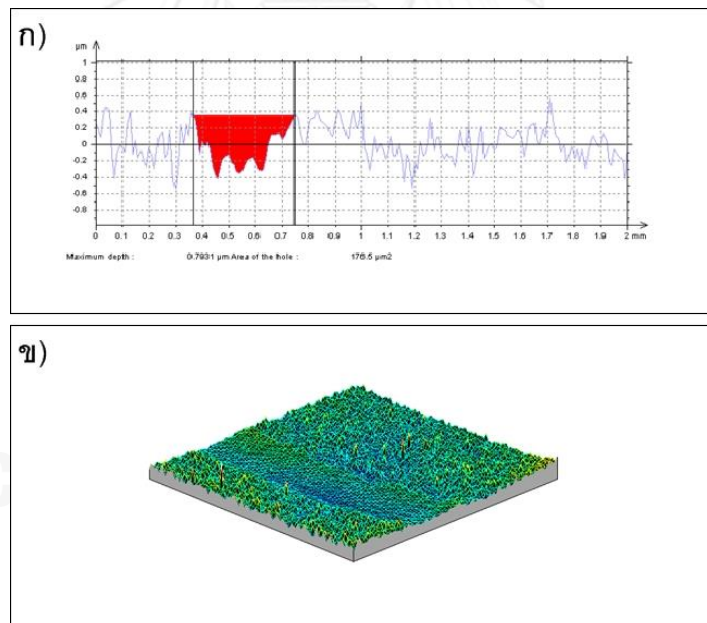 ก)
µm
1
0.8
0.6
0.4
0.2
0
-0.2
-0.4
-0.6
-0.8
0 0.1 0.2 0.3 0.4 0.5 0.6 0.7 0.8 0.9 1 1.1 1.2 1.3 1.4 1.5 1.6 1.7 1.8 1.9 2 mm
Maximum depth : 0.7931 µm Area of the hole : 176.5 µm2
ข)